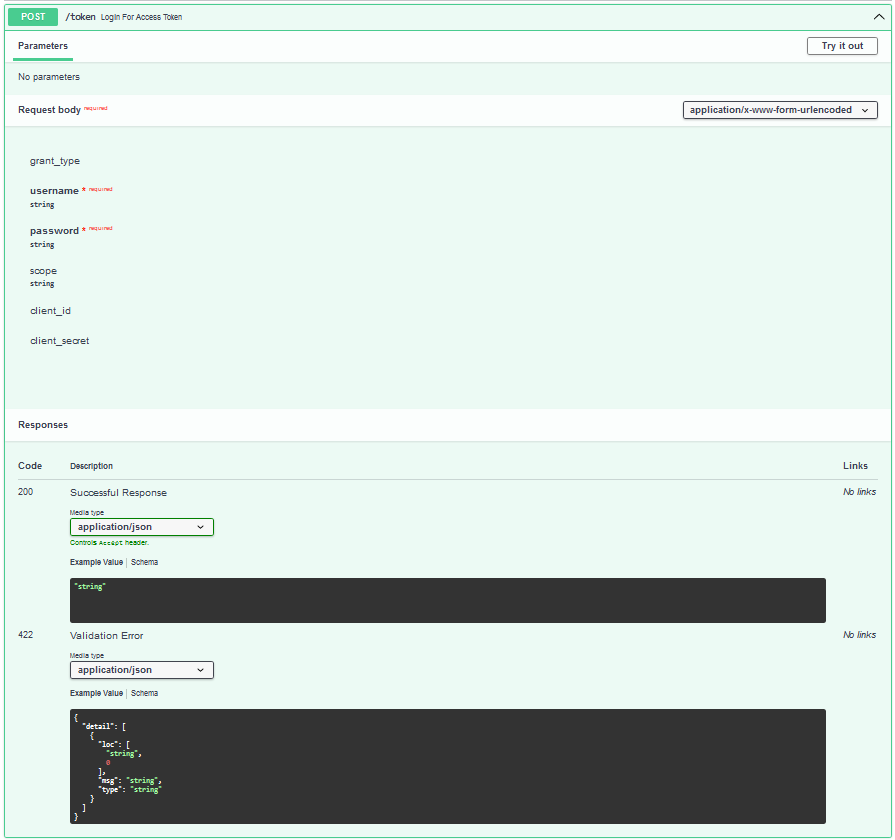 POST /token Login For Access Token
Parameters Try it out
No parameters
Request body required application/x-www-form-urlencoded
grant_type
username * required
string
password * required
string
scope
string
client_id
client_secret
Responses
Code Description Links
200 Successful Response No links
Media type
application/json
Controls Accept header.
Example Value | Schema
"string"
422 Validation Error No links
Media type
application/json
Example Value | Schema
{
  "detail": [
    {
      "loc": [
        "string",
        0
      ],
      "msg": "string",
      "type": "string"
    }
  ]
}